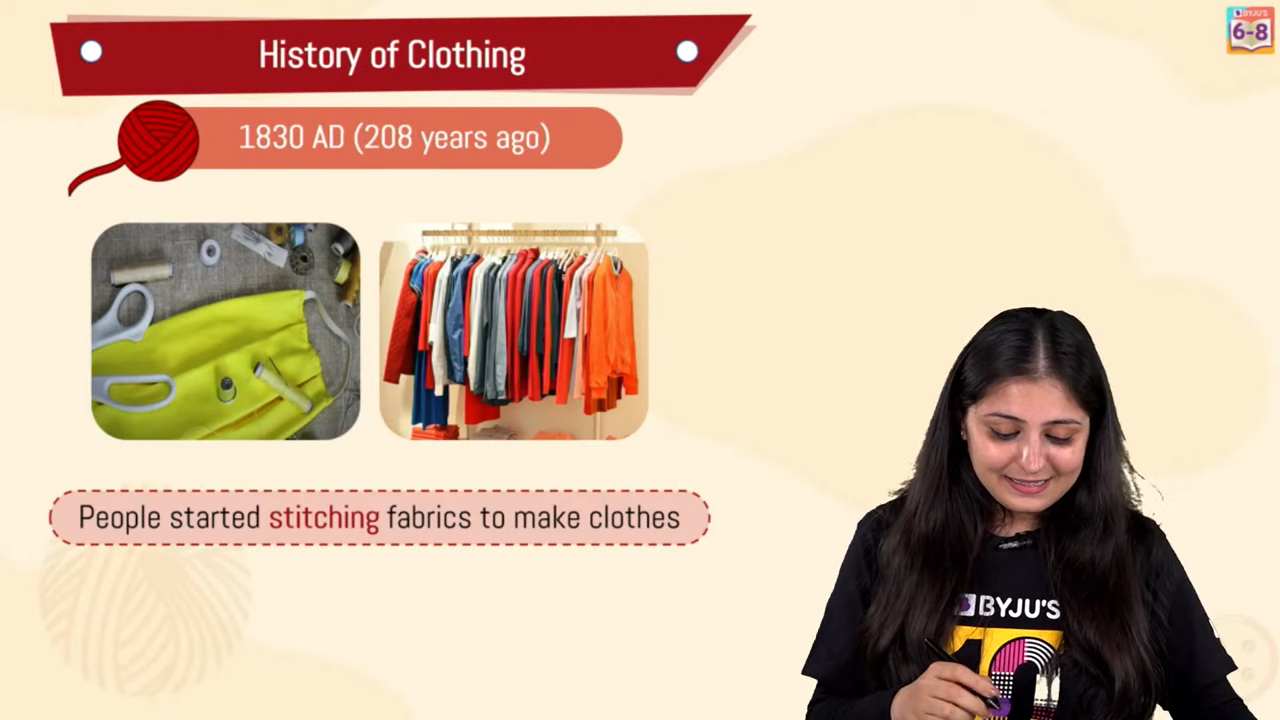 History of Clothing
BYJU'S
6-8
1830 AD (208 years ago)
People started stitching fabrics to make clothes
BYJU'S